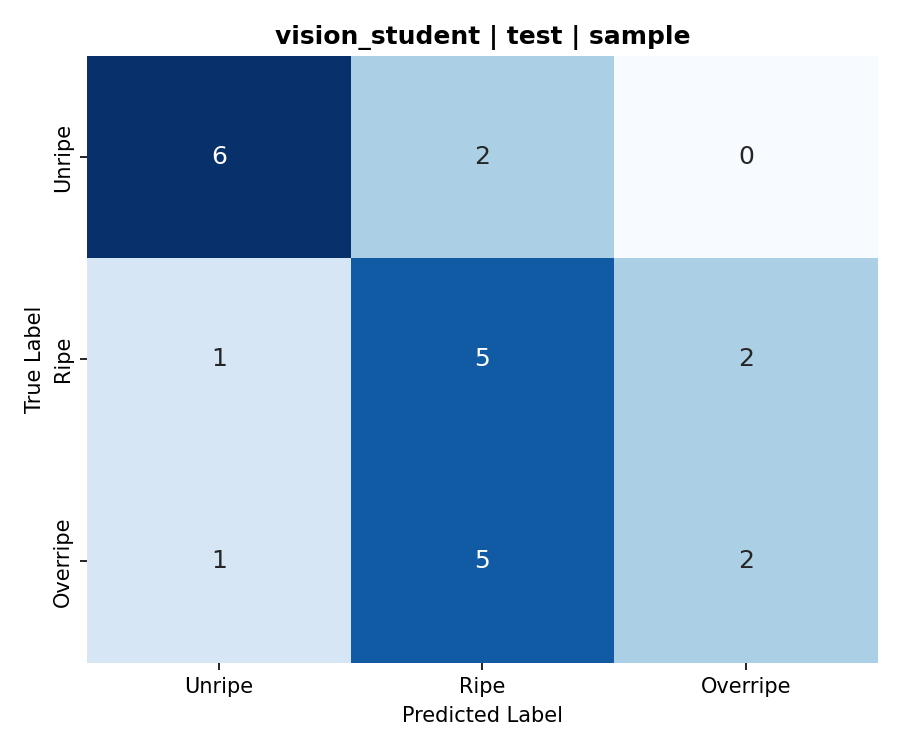 vision_student | test | sample
True Label
Unripe
6 2 0
Ripe
1 5 2
Overripe
1 5 2
Unripe Ripe Overripe
Predicted Label